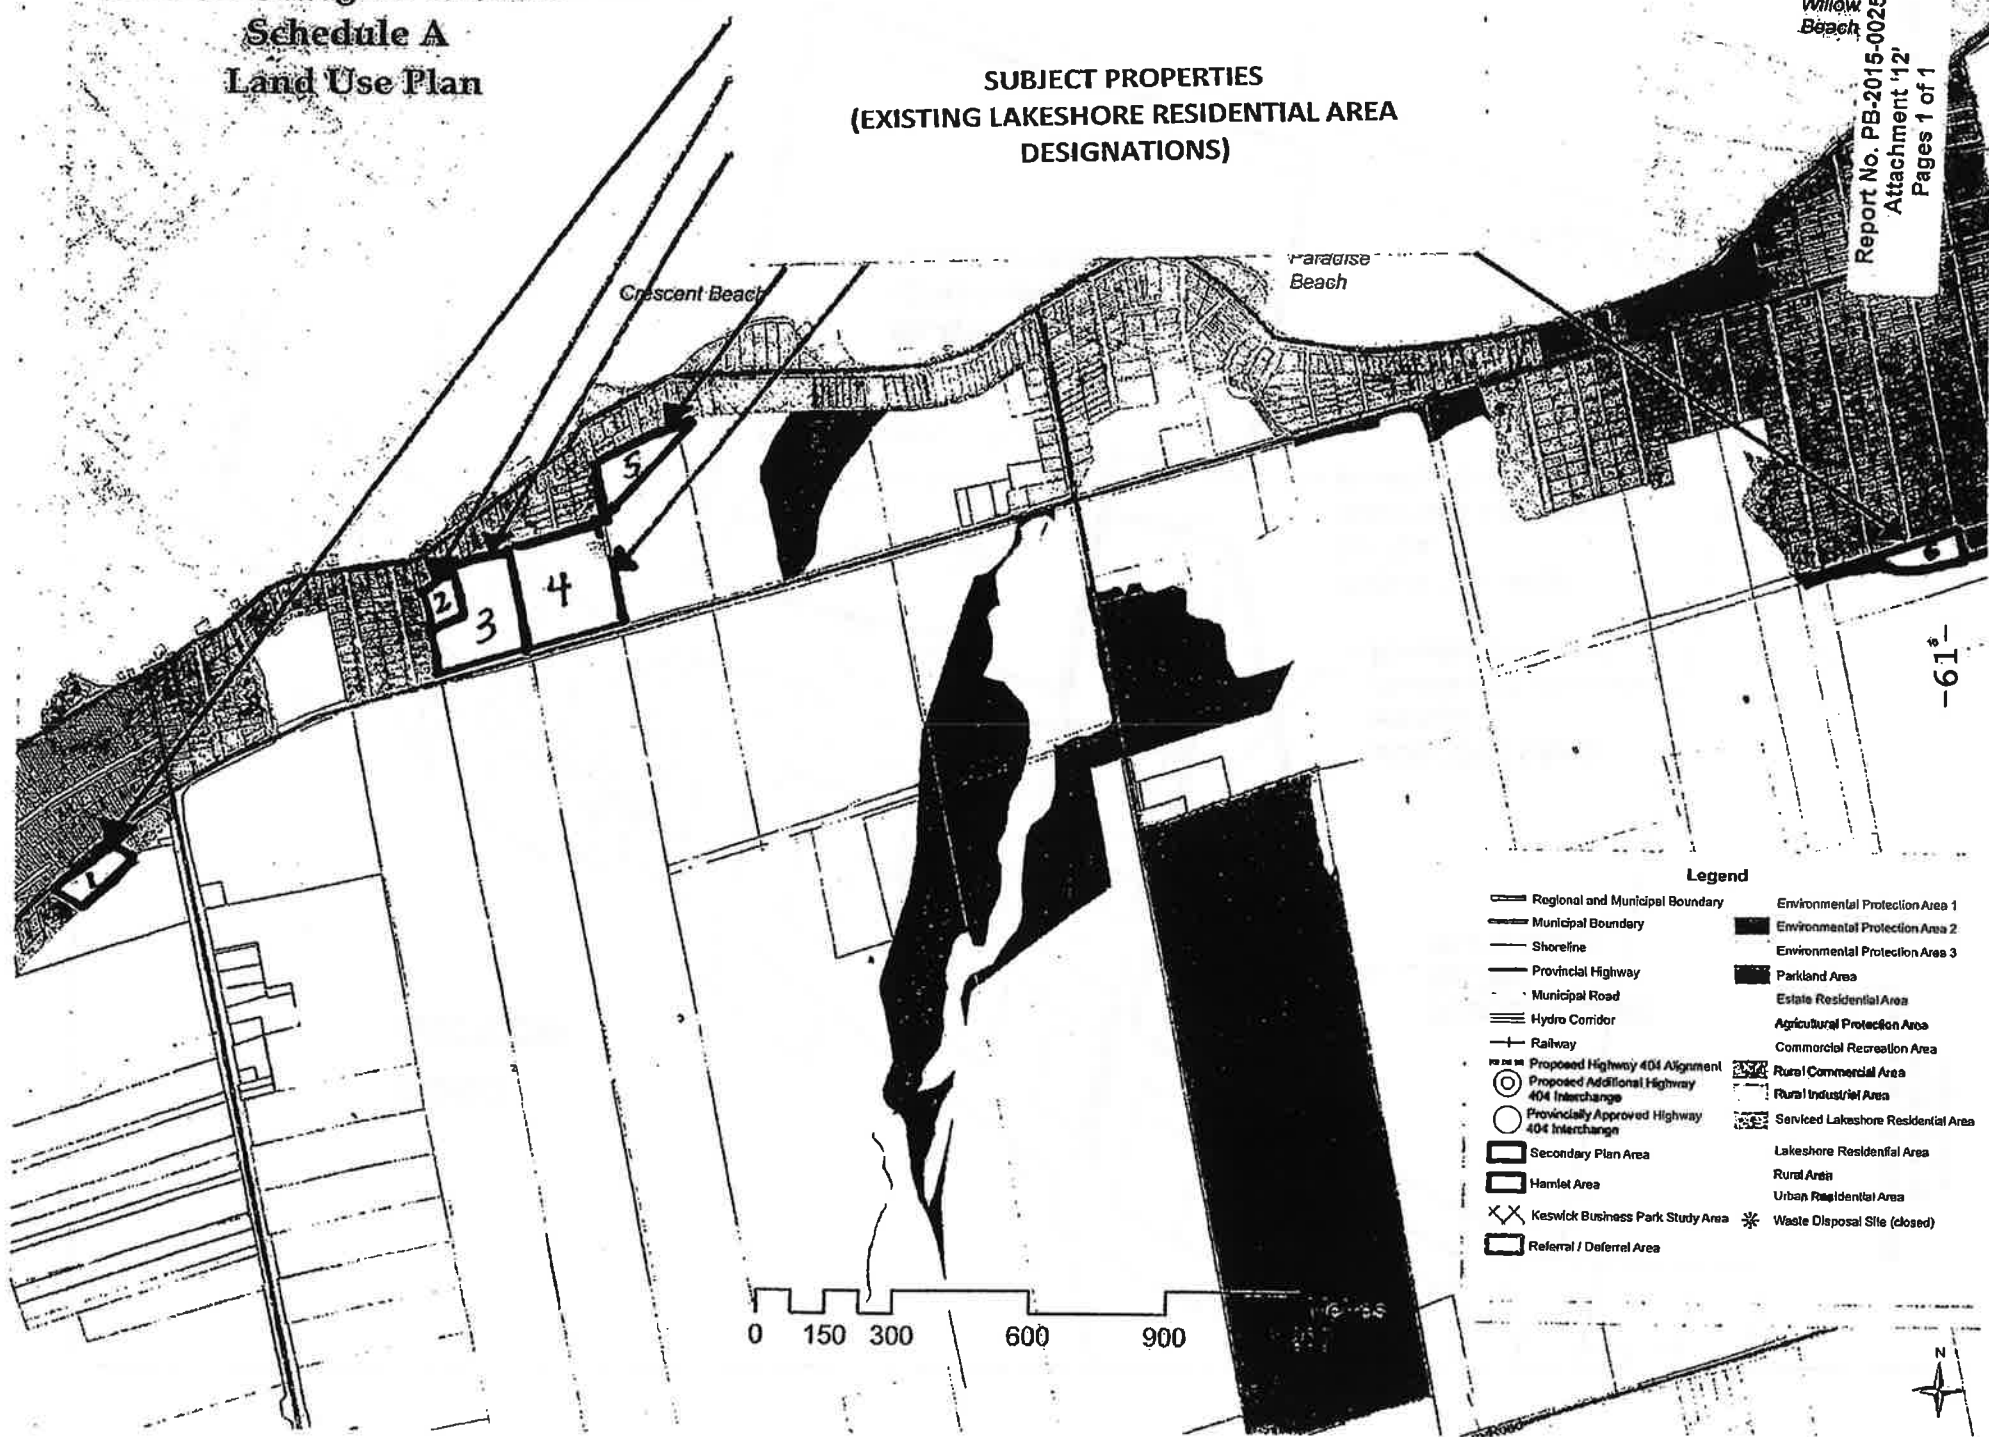 Schedule A
Land Use Plan
SUBJECT PROPERTIES
(EXISTING LAKESHORE RESIDENTIAL AREA
DESIGNATIONS)
Willow
Beach
Report No. PB-2015-0025
Attachment '12'
Pages 1 of 1
Crescent Beach
Paradise
Beach
1
2
3
4
5
6
-61-
Legend
Regional and Municipal Boundary
Municipal Boundary
Shoreline
Provincial Highway
Municipal Road
Hydro Corridor
Railway
Proposed Highway 404 Alignment
Proposed Additional Highway
404 Interchange
Provincially Approved Highway
404 Interchange
Secondary Plan Area
Hamlet Area
Keswick Business Park Study Area
Referral / Deferral Area
Environmental Protection Area 1
Environmental Protection Area 2
Environmental Protection Area 3
Parkland Area
Estate Residential Area
Agricultural Protection Area
Commercial Recreation Area
Rural Commercial Area
Rural Industrial Area
Serviced Lakeshore Residential Area
Lakeshore Residential Area
Rural Area
Urban Residential Area
Waste Disposal Site (closed)
0 150 300 600 900
N
Road